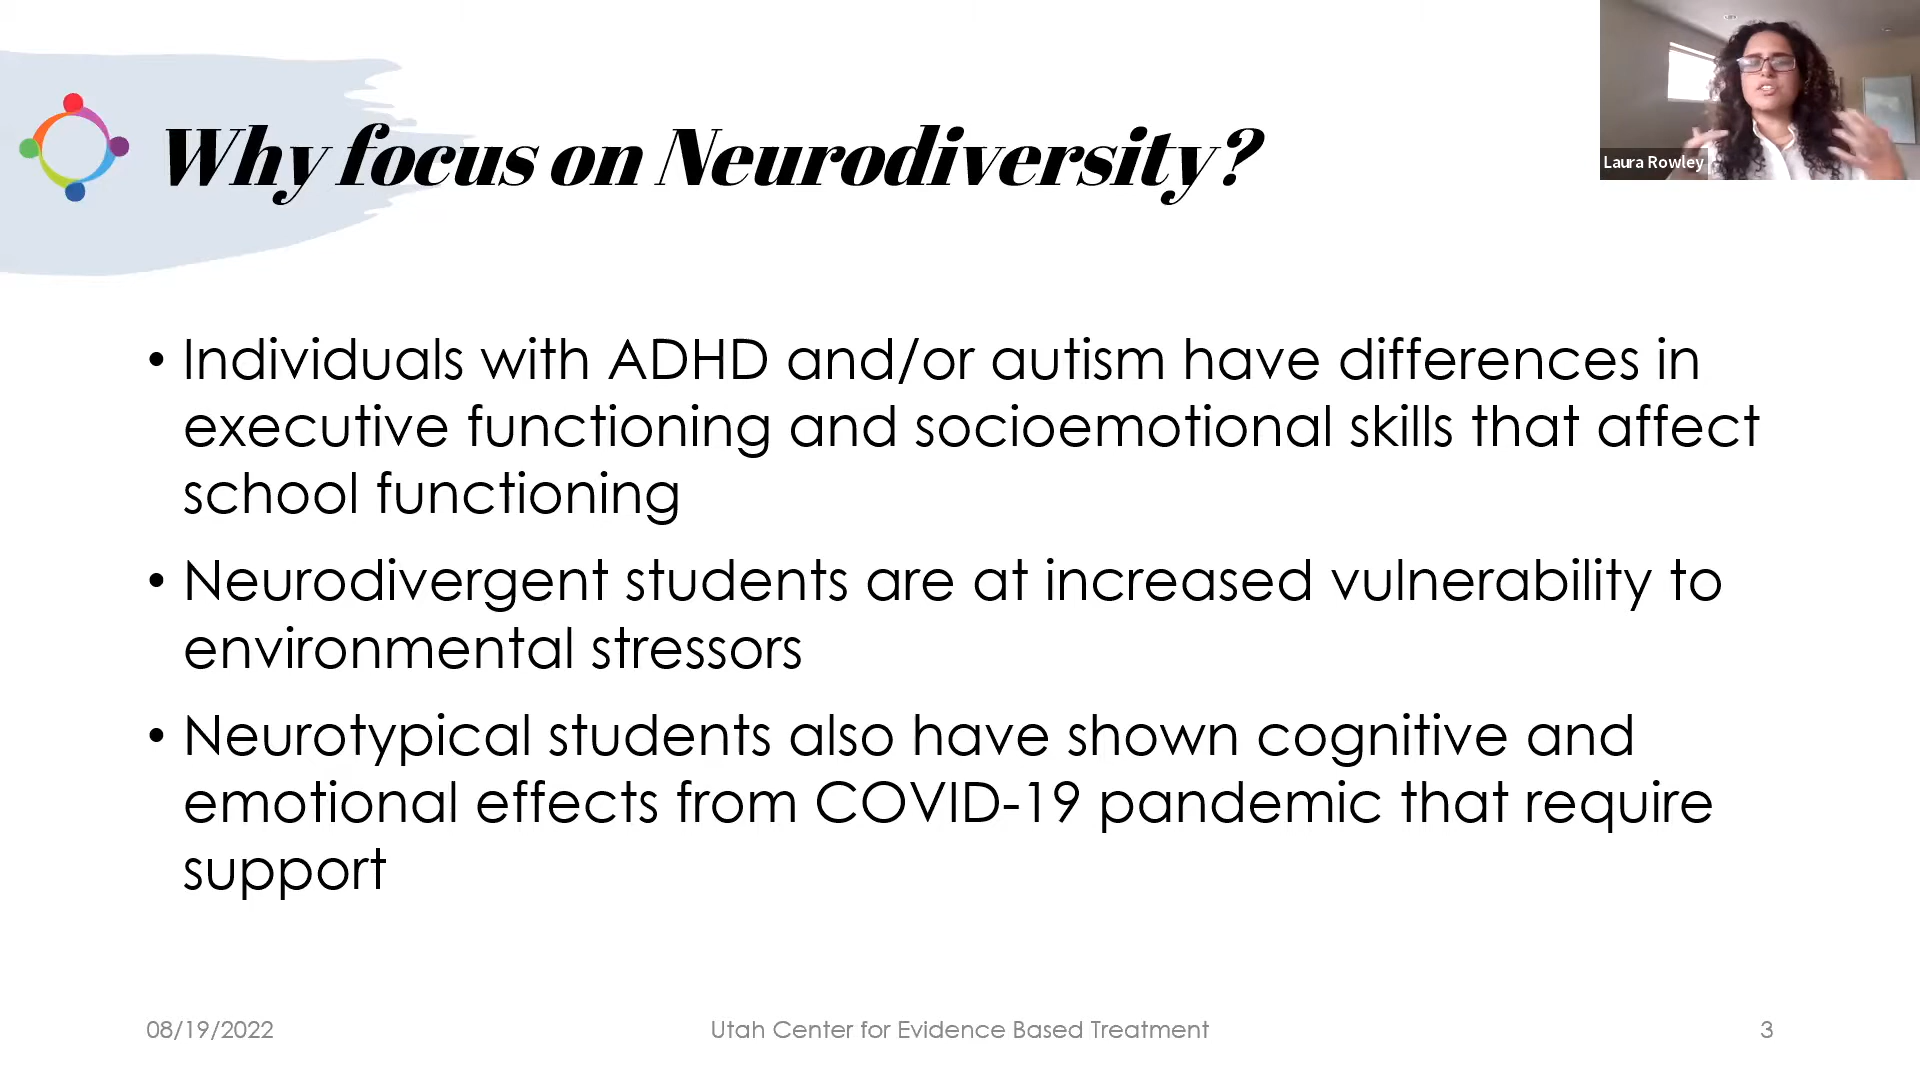 Why focus on Neurodiversity?
Laura Rowley
• Individuals with ADHD and/or autism have differences in
executive functioning and socioemotional skills that affect
school functioning
• Neurodivergent students are at increased vulnerability to
environmental stressors
• Neurotypical students also have shown cognitive and
emotional effects from COVID-19 pandemic that require
support
08/19/2022
Utah Center for Evidence Based Treatment
3